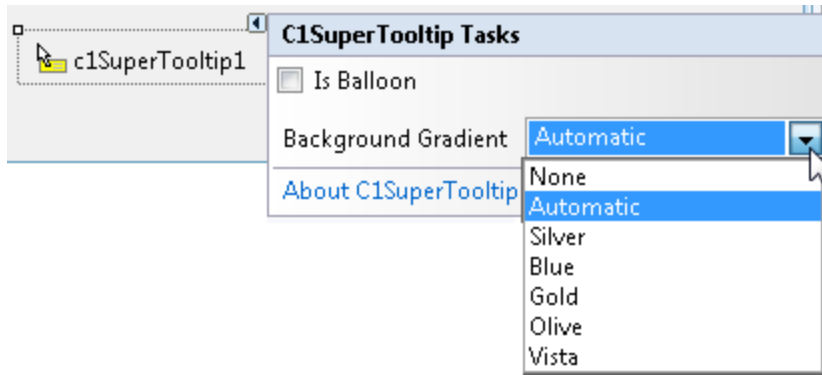 C1SuperTooltip Tasks
c1SuperTooltip1
Is Balloon
Background Gradient Automatic
About C1SuperTooltip
None
Automatic
Silver
Blue
Gold
Olive
Vista